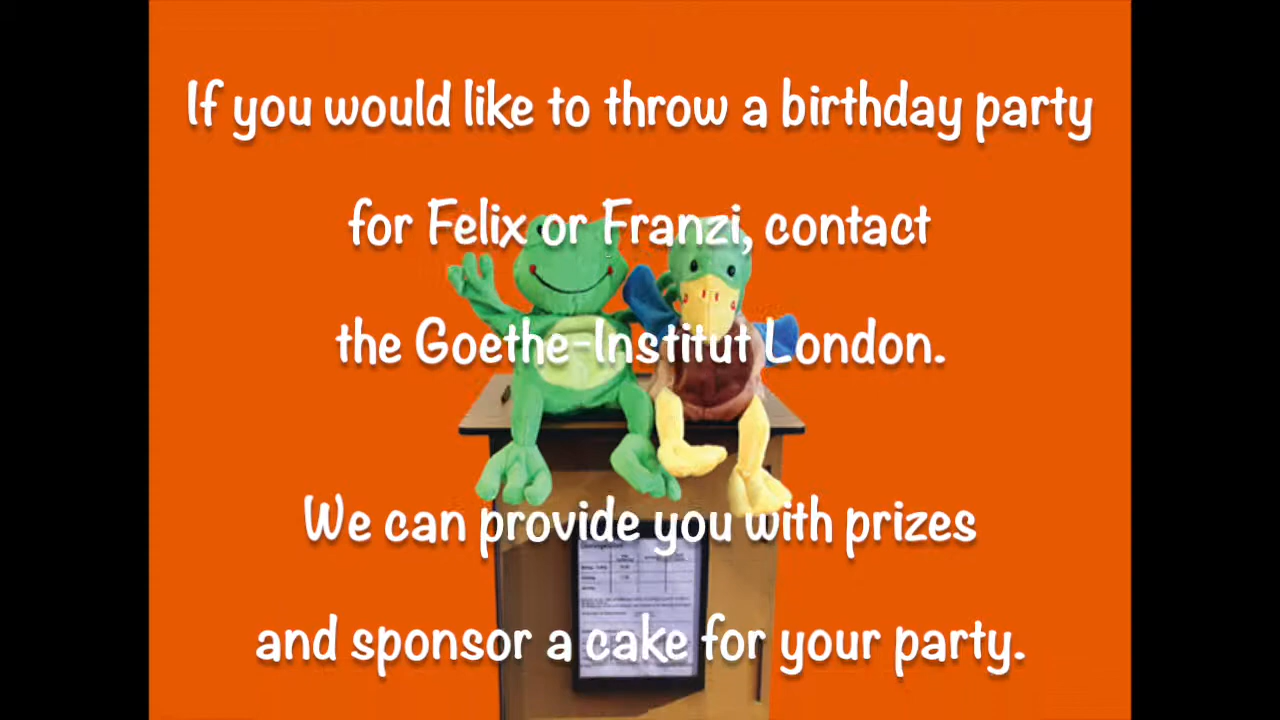 If you would like to throw a birthday party
for Felix or Franzi, contact
the Goethe-Institut London.
We can provide you with prizes
and sponsor a cake for your party.